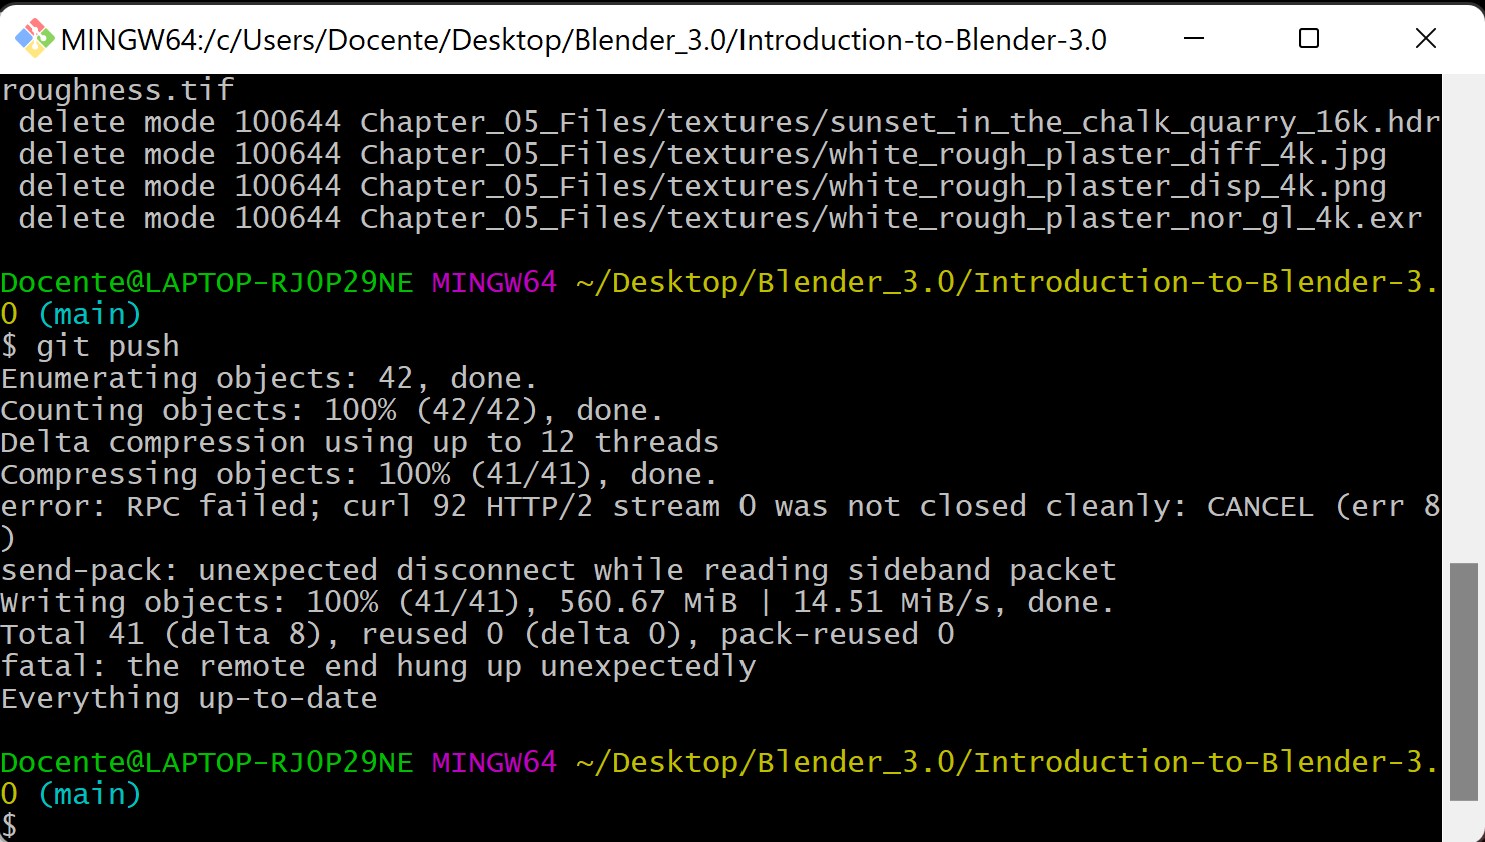 MINGW64:/c/Users/Docente/Desktop/Blender_3.0/Introduction-to-Blender-3.0
roughness.tif
 delete mode 100644 Chapter_05_Files/textures/sunset_in_the_chalk_quarry_16k.hdr
 delete mode 100644 Chapter_05_Files/textures/white_rough_plaster_diff_4k.jpg
 delete mode 100644 Chapter_05_Files/textures/white_rough_plaster_disp_4k.png
 delete mode 100644 Chapter_05_Files/textures/white_rough_plaster_nor_gl_4k.exr
Docente@LAPTOP-RJ0P29NE MINGW64 ~/Desktop/Blender_3.0/Introduction-to-Blender-3.
0 (main)
$ git push
Enumerating objects: 42, done.
Counting objects: 100% (42/42), done.
Delta compression using up to 12 threads
Compressing objects: 100% (41/41), done.
error: RPC failed; curl 92 HTTP/2 stream 0 was not closed cleanly: CANCEL (err 8
)
send-pack: unexpected disconnect while reading sideband packet
Writing objects: 100% (41/41), 560.67 MiB | 14.51 MiB/s, done.
Total 41 (delta 8), reused 0 (delta 0), pack-reused 0
fatal: the remote end hung up unexpectedly
Everything up-to-date
Docente@LAPTOP-RJ0P29NE MINGW64 ~/Desktop/Blender_3.0/Introduction-to-Blender-3.
0 (main)
$